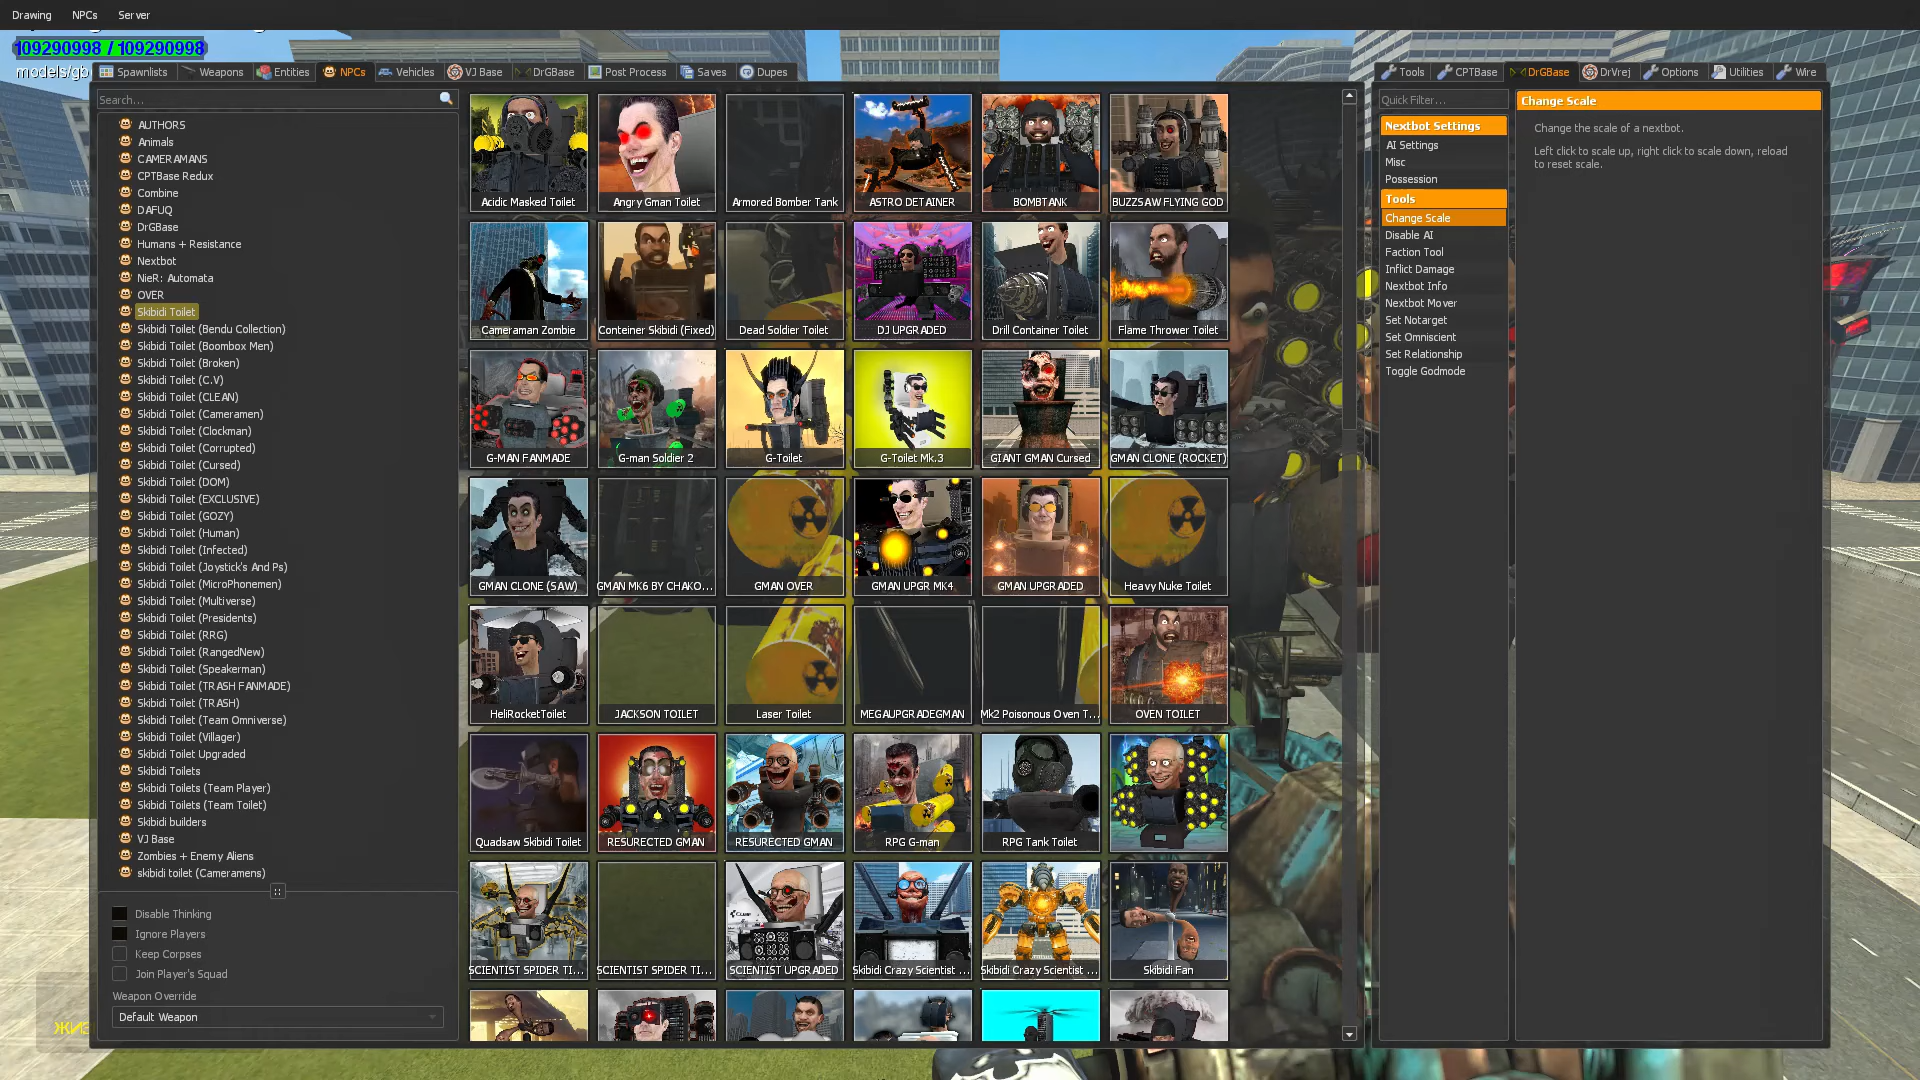 Drawing NPCs Server
109290998 / 109290998
models/gb
Spawnlists Weapons Entities NPCs Vehicles VJ Base DrGBase Post Process Saves Dupes
Search...
AUTHORS
Animals
CAMERAMANS
CPTBase Redux
Combine
DAFUQ
DrGBase
Humans + Resistance
Nextbot
NieR: Automata
OVER
Skibidi Toilet
Skibidi Toilet (Bendu Collection)
Skibidi Toilet (Boombox Men)
Skibidi Toilet (Broken)
Skibidi Toilet (C.V)
Skibidi Toilet (CLEAN)
Skibidi Toilet (Cameramen)
Skibidi Toilet (Clockman)
Skibidi Toilet (Corrupted)
Skibidi Toilet (Cursed)
Skibidi Toilet (DOM)
Skibidi Toilet (EXCLUSIVE)
Skibidi Toilet (GOZY)
Skibidi Toilet (Human)
Skibidi Toilet (Infected)
Skibidi Toilet (Joystick's And Ps)
Skibidi Toilet (MicroPhonemen)
Skibidi Toilet (Multiverse)
Skibidi Toilet (Presidents)
Skibidi Toilet (RRG)
Skibidi Toilet (RangedNew)
Skibidi Toilet (Speakerman)
Skibidi Toilet (TRASH FANMADE)
Skibidi Toilet (TRASH)
Skibidi Toilet (Team Omniverse)
Skibidi Toilet (Villager)
Skibidi Toilet Upgraded
Skibidi Toilets
Skibidi Toilets (Team Player)
Skibidi Toilets (Team Toilet)
Skibidi builders
VJ Base
Zombies + Enemy Aliens
skibidi toilet (Cameramens)
Disable Thinking
Ignore Players
Keep Corpses
Join Player's Squad
Weapon Override
Default Weapon
ЖИЗ
Acidic Masked Toilet Angry Gman Toilet Armored Bomber Tank ASTRO DETAINER BOMBTANK BUZZSAW FLYING GOD
Cameraman Zombie Conteiner Skibidi (Fixed) Dead Soldier Toilet DJ UPGRADED Drill Container Toilet Flame Thrower Toilet
G-MAN FANMADE G-man Soldier 2 G-Toilet G-Toilet Mk.3 GIANT GMAN Cursed GMAN CLONE (ROCKET)
GMAN CLONE (SAW) GMAN MK6 BY CHAKO... GMAN OVER GMAN UPGR MK4 GMAN UPGRADED Heavy Nuke Toilet
HeliRocketToilet JACKSON TOILET Laser Toilet MEGAUPGRADEGMAN Mk2 Poisonous Oven T... OVEN TOILET
Quadsaw Skibidi Toilet RESURECTED GMAN RESURECTED GMAN RPG G-man RPG Tank Toilet
SCIENTIST SPIDER TI... SCIENTIST SPIDER TI... SCIENTIST UPGRADED Skibidi Crazy Scientist ... Skibidi Crazy Scientist ... Skibidi Fan
Tools CPTBase DrGBase DrVrej Options Utilities Wire
Quick Filter...
Nextbot Settings
AI Settings
Misc
Possession
Tools
Change Scale
Disable AI
Faction Tool
Inflict Damage
Nextbot Info
Nextbot Mover
Set Notarget
Set Omniscient
Set Relationship
Toggle Godmode
Change Scale
Change the scale of a nextbot.
Left click to scale up, right click to scale down, reload
to reset scale.